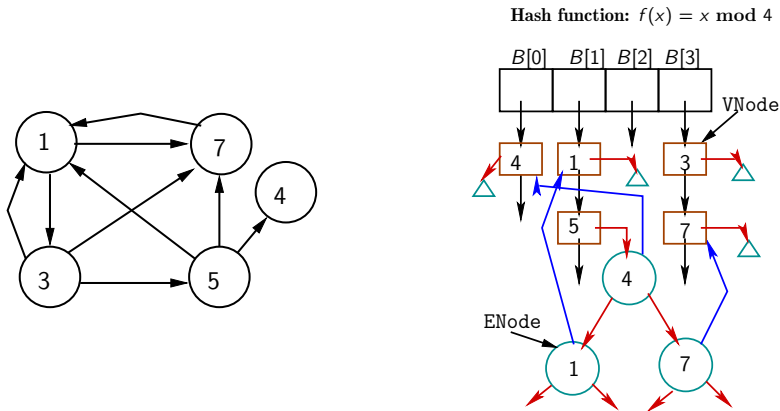 Hash function: f(x) = x mod 4
B[0] B[1] B[2] B[3]
VNode
1 7
4 1 3
4
5 7
3 5
4
ENode
1 7